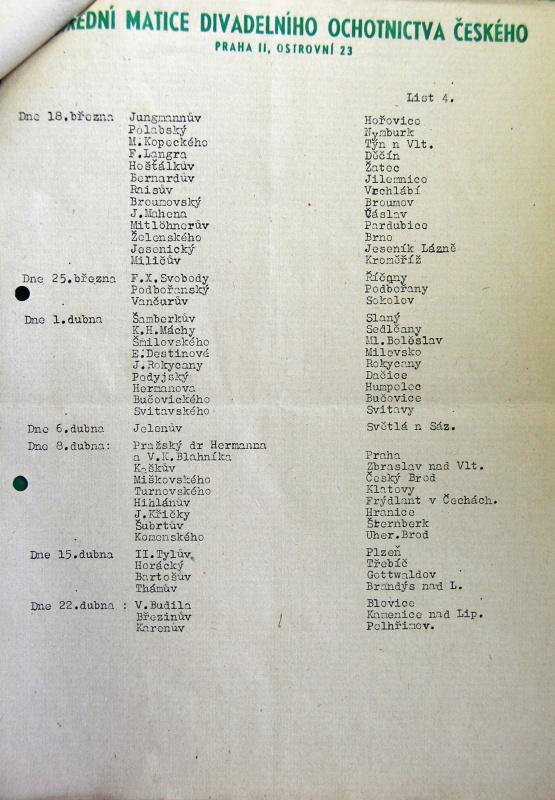 ŘEDNÍ MATICE DIVADELNÍHO OCHOTNICTVA ČESKÉHO
PRAHA II, OSTROVNÍ 23
List 4.
Dne 18.března Jungmannův Hořovice
Polabský Nymburk
M.Kopeckého Týn n Vlt.
F.Langra Děčín
Hošťálkův Žatec
Bernardův Jilemnice
Raisův Vrchlábí
Broumovský Broumov
J.Mahena Čáslav
Mitlöhnerův Pardubice
Želenského Brno
Jesenický Jeseník Lázně
Miličův Kroměříž
Dne 25.března F.X.Svobody Říčany
Podbořanský Podbořany
Vančurův Sokolov
Dne 1.dubna Šamberkův Slaný
K.H.Máchy Sedlčany
Šmilovského Ml.Boleslav
E.Destinové Milevsko
J.Rokycany Rokycany
Podyjský Dačice
Hermanova Humpolec
Bučovického Bučovice
Svitavského Svitavy
Dne 6.dubna Jelenův Světlá n Sáz.
Dne 8.dubna: Pražský dr Hermanna
a V.K.Blahníka Praha
Kaškův Zbraslav nad Vlt.
Miškovského Český Brod
Turnovského Klatovy
Hihlánův Frýdlant v Čechách.
J.Křičky Hranice
Šubrtův Šternberk
Komenského Uher.Brod
Dne 15.dubna II.Tylův Plzeň
Horácký Třebíč
Bartošův Gottwaldov
Thámův Brandýs nad L.
Dne 22.dubna : V.Budila Blovice
Březinův Kamenice nad Lip.
Karenův Pelhřimov.